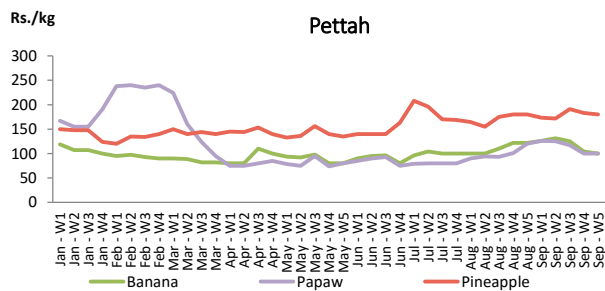 Rs./kg
Pettah
300
250
200
150
100
50
0
Jan - W1
Jan - W2
Jan - W3
Jan - W4
Feb - W1
Feb - W2
Feb - W3
Feb - W4
Mar - W1
Mar - W2
Mar - W3
Mar - W4
Apr - W1
Apr - W2
Apr - W3
Apr - W4
May - W1
May - W2
May - W3
May - W4
May - W5
Jun - W1
Jun - W2
Jun - W3
Jun - W4
Jul - W1
Jul - W2
Jul - W3
Jul - W4
Aug - W1
Aug - W2
Aug - W3
Aug - W4
Aug - W5
Sep - W1
Sep - W2
Sep - W3
Sep - W4
Sep - W5
Banana
Papaw
Pineapple